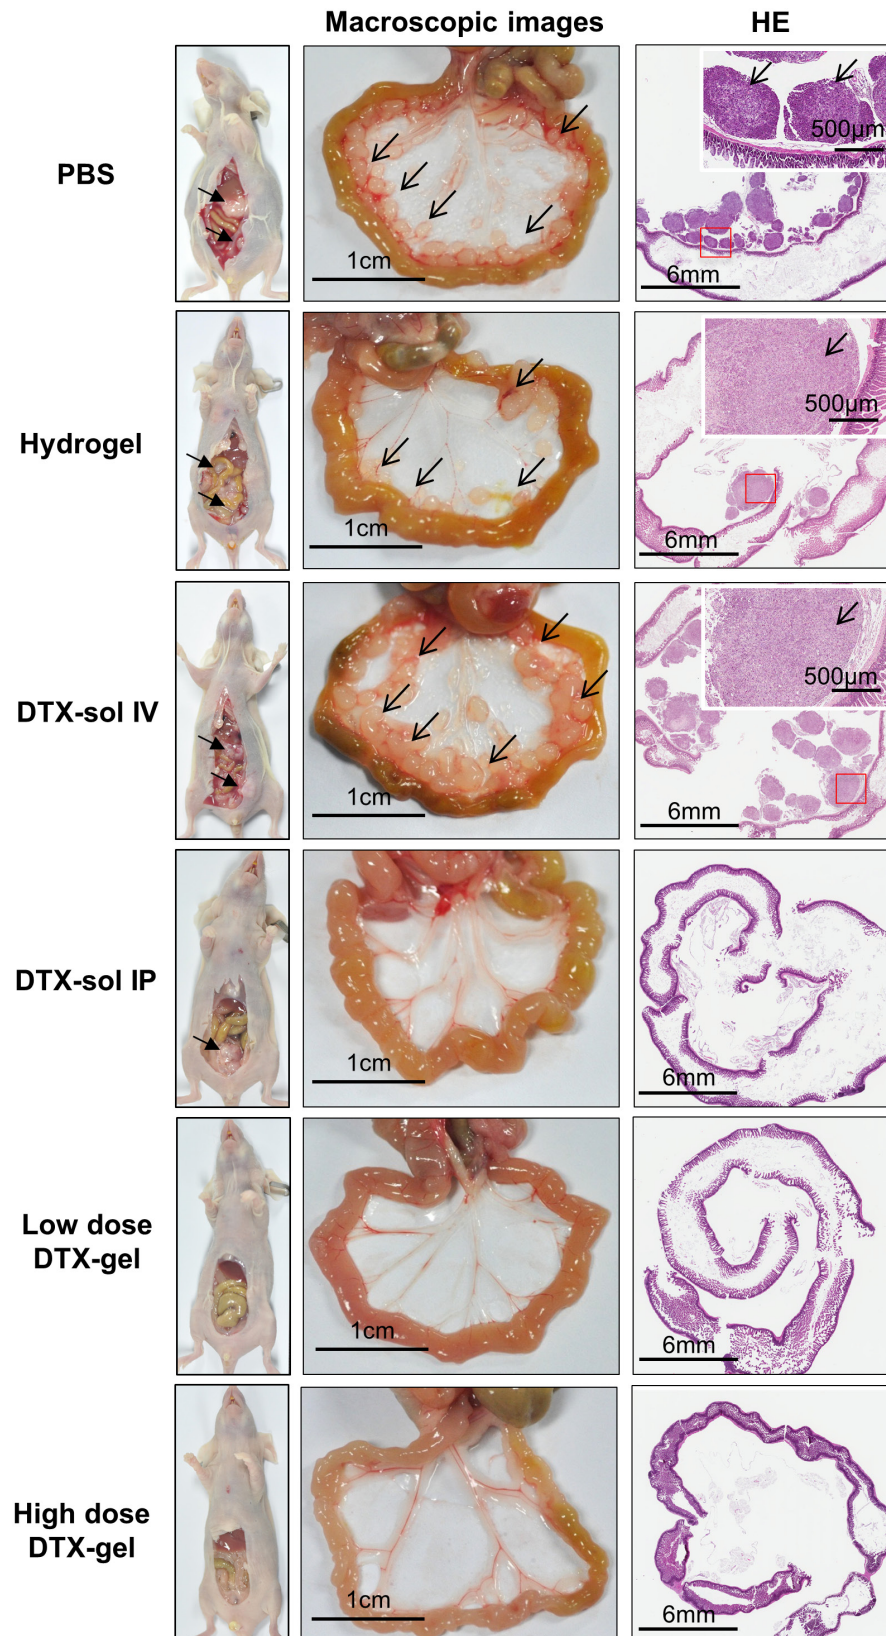 Macroscopic images HE
PBS
1cm
500μm
6mm
Hydrogel
1cm
500μm
6mm
DTX-sol IV
1cm
500μm
6mm
DTX-sol IP
1cm
6mm
Low dose
DTX-gel
1cm
6mm
High dose
DTX-gel
1cm
6mm